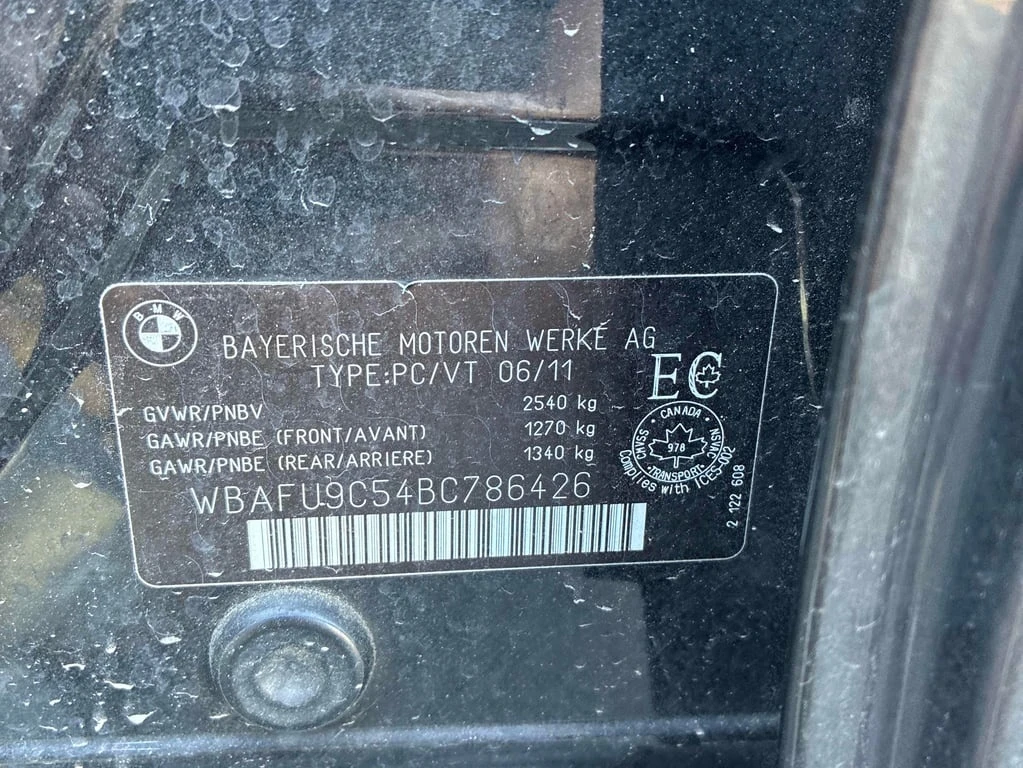 BMW
BAYERISCHE MOTOREN WERKE AG
TYPE:PC/VT 06/11
EC
GVWR/PNBV 2540 kg
GAWR/PNBE (FRONT/AVANT) 1270 kg
GAWR/PNBE (REAR/ARRIERE) 1340 kg
WBAFU9C54BC786426
CANADA
CMVSS
NSVAC
978
TRANSPORT
Complies with ICES-002
2 122 608